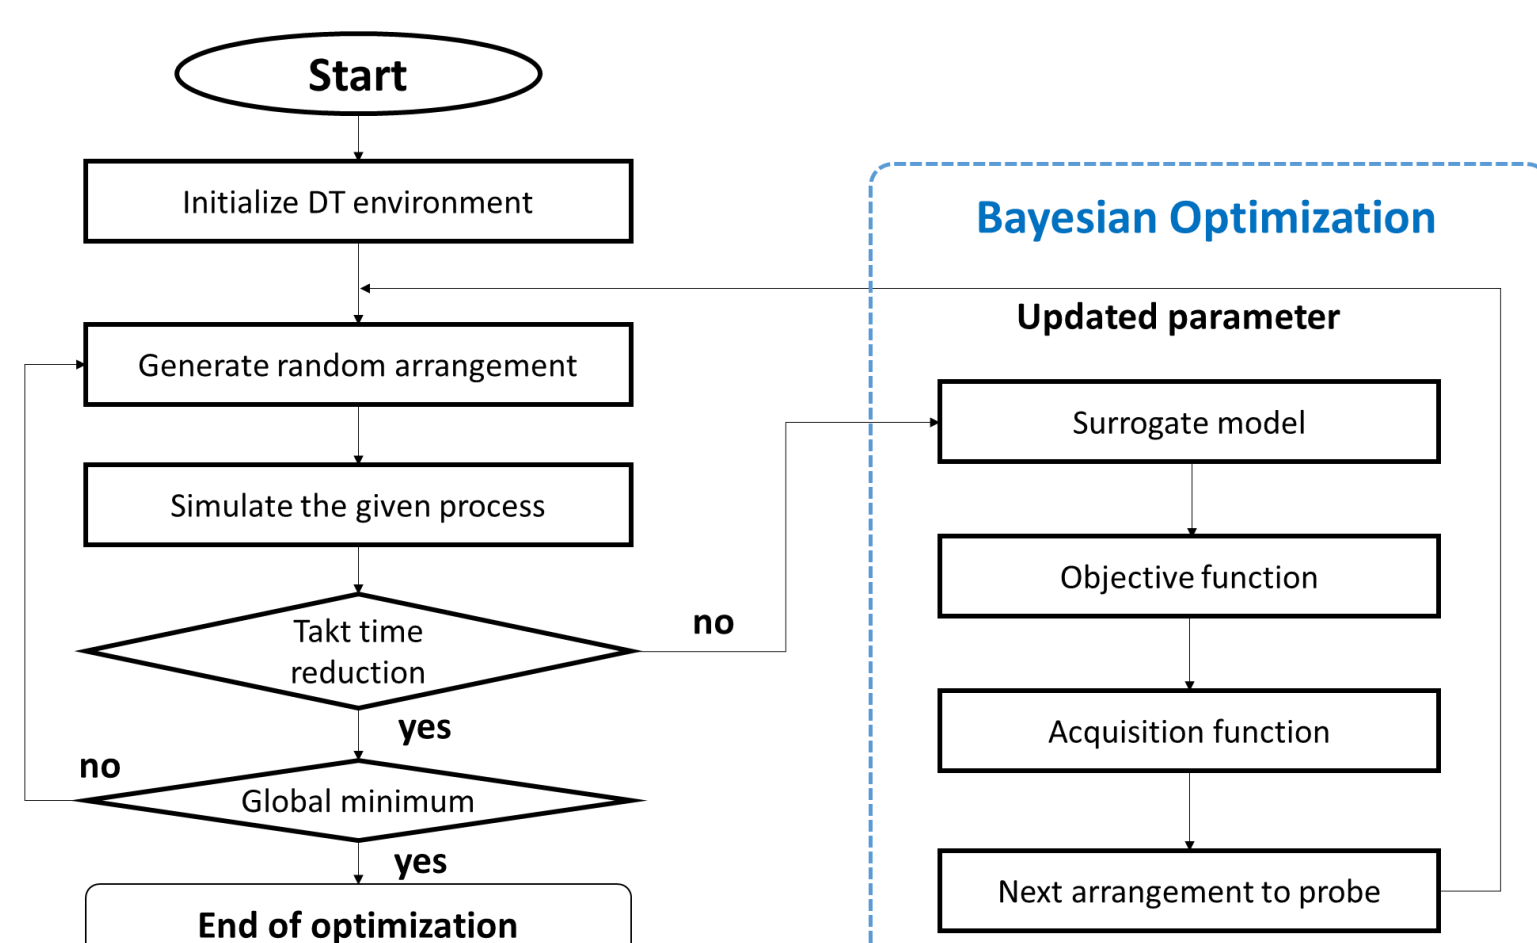 Start
Initialize DT environment
Generate random arrangement
Simulate the given process
Takt time
reduction
no
yes
no
Global minimum
yes
End of optimization
Bayesian Optimization
Updated parameter
Surrogate model
Objective function
Acquisition function
Next arrangement to probe